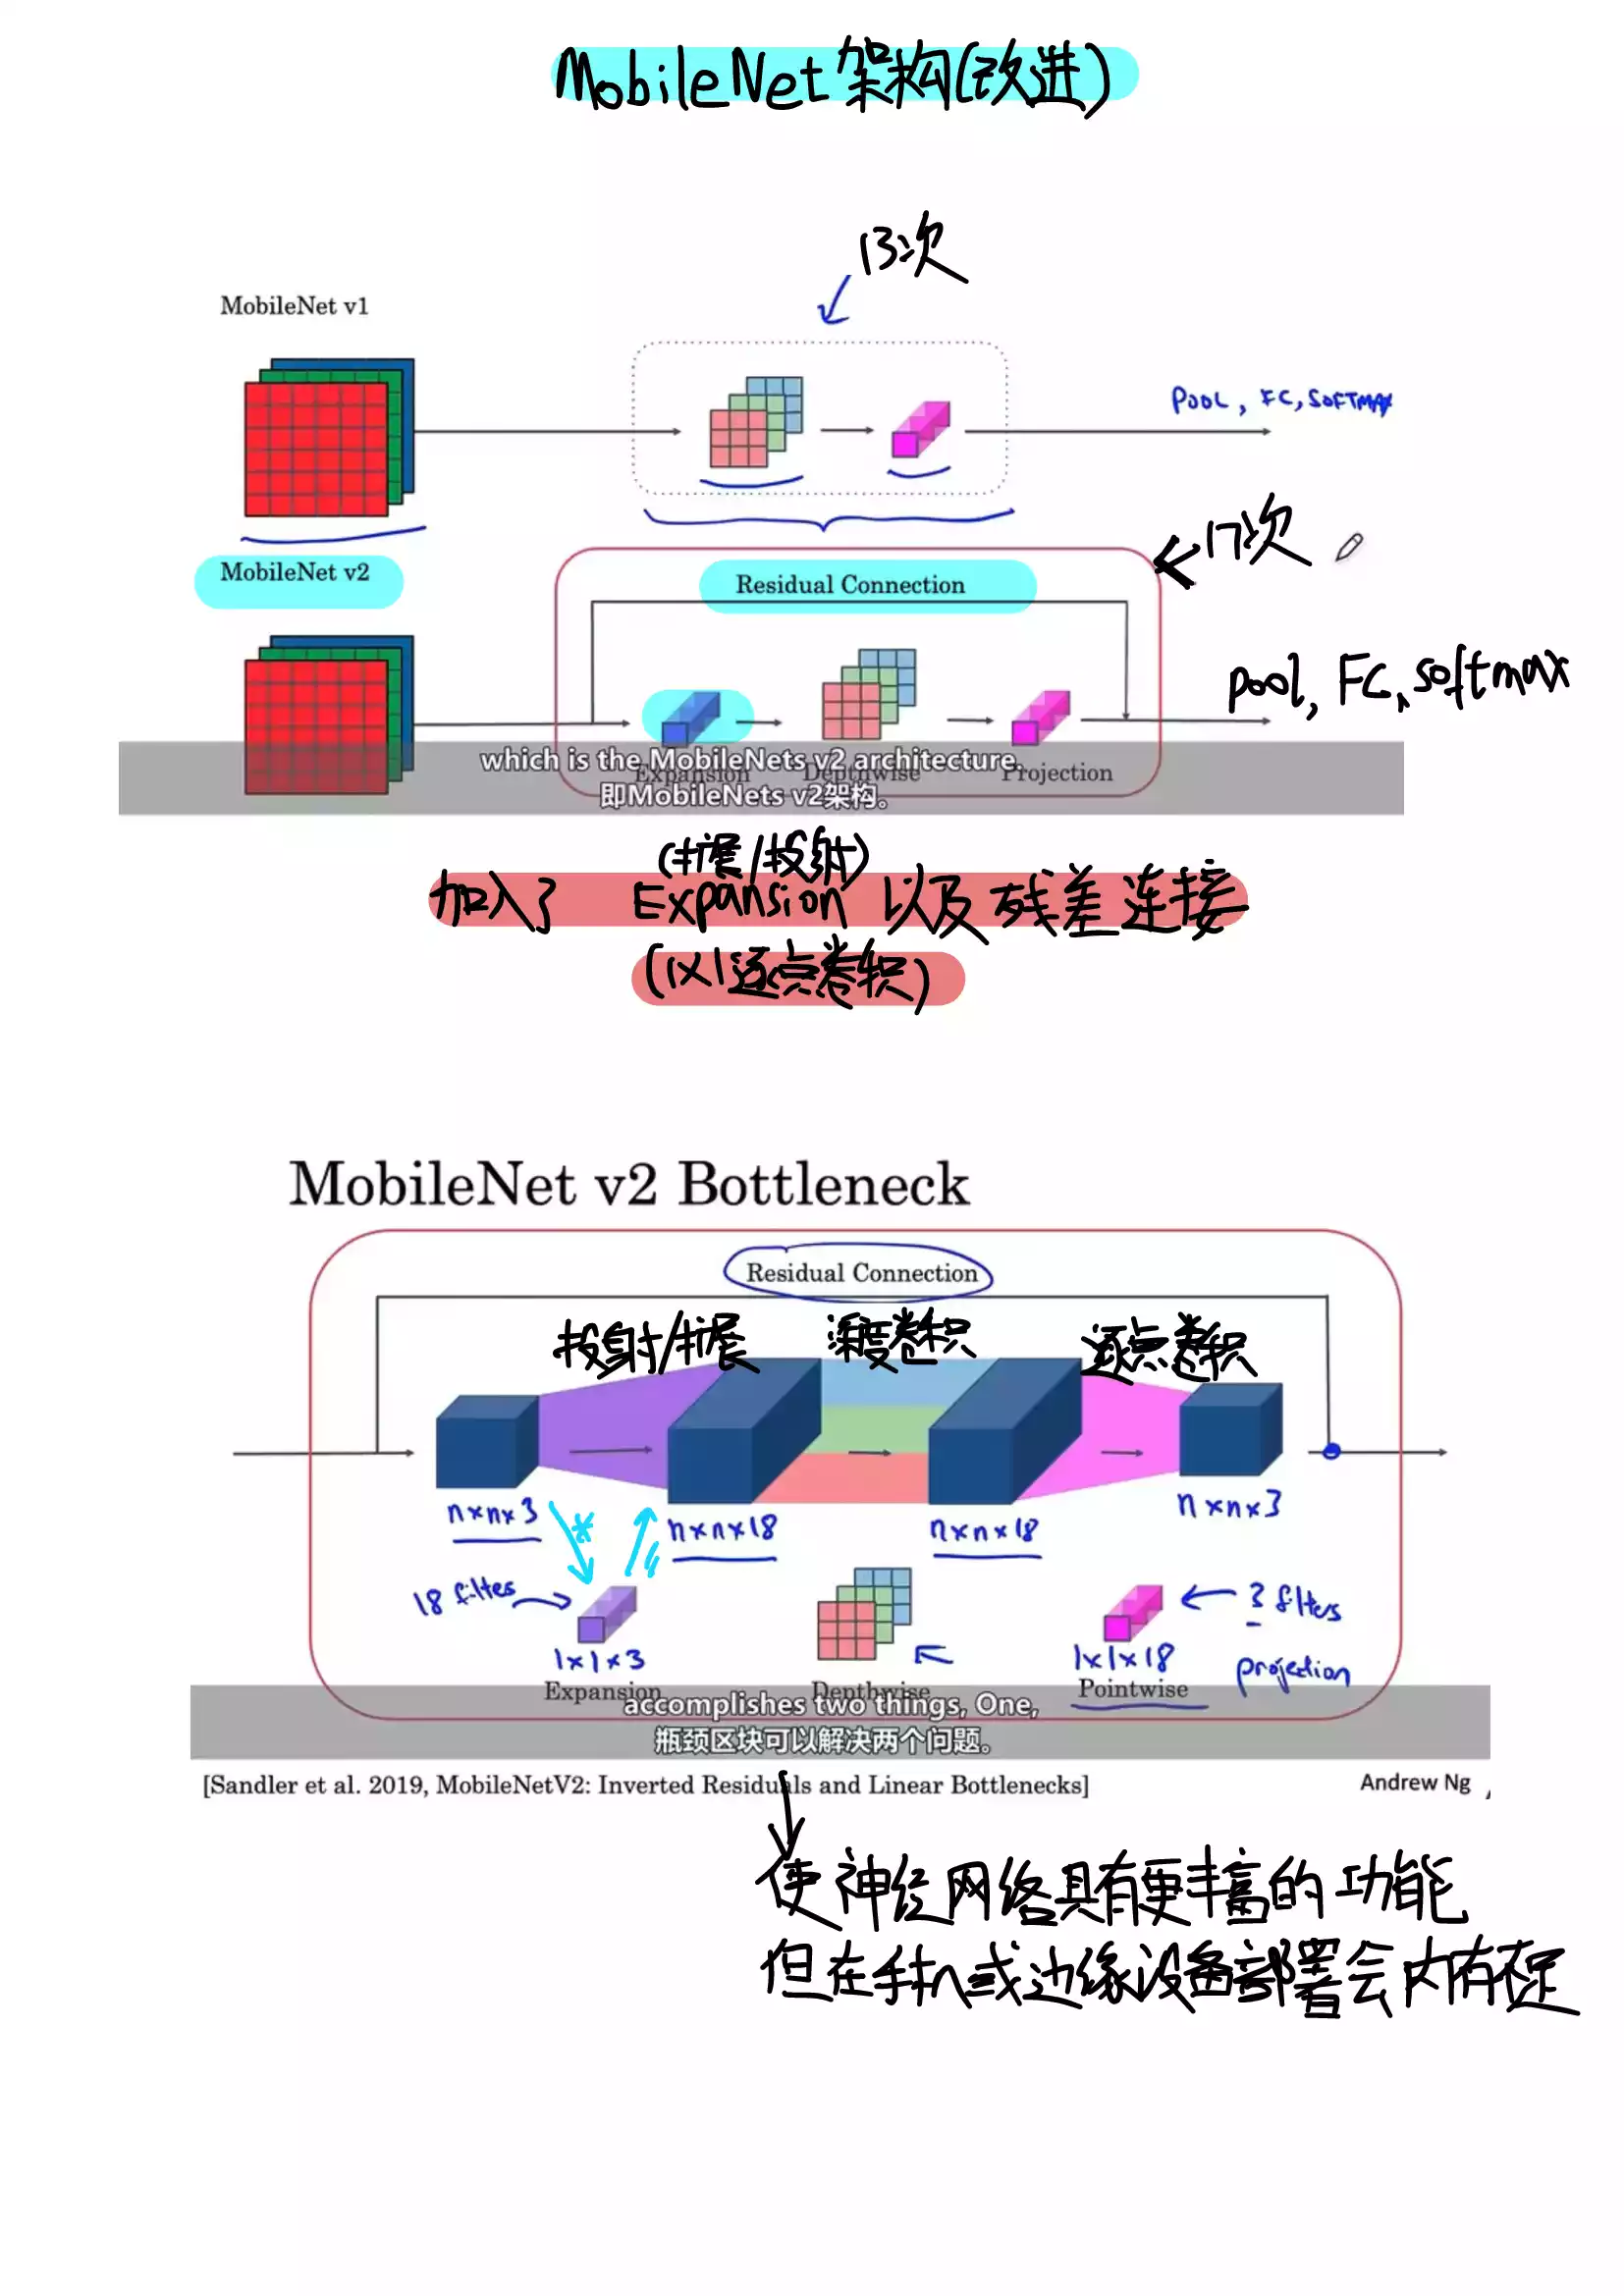 MobileNet架构(改进)
13次
MobileNet v1
POOL, FC, SOFTMAX
17次
MobileNet v2
Residual Connection
pool, FC, softmax
which is the MobileNets v2 architecture,
Expansion Depthwise Projection
即MobileNets v2架构。
(扩展/投射)
加入了 Expansion 以及残差连接
(1×1逐点卷积)
MobileNet v2 Bottleneck
Residual Connection
投射/扩展 深度卷积 逐点卷积
n×n×3 n×n×18 n×n×18 n×n×3
18 filtes 3 filters
1×1×3 1×1×18 projection
Expansion Depthwise Pointwise
accomplishes two things, One,
瓶颈区块可以解决两个问题。
[Sandler et al. 2019, MobileNetV2: Inverted Residuals and Linear Bottlenecks] Andrew Ng
使神经网络具有更丰富的功能
但在手机或边缘设备部署会内存不足